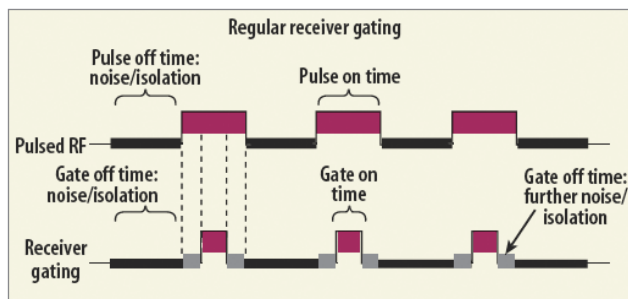 Regular receiver gating
Pulse off time:
noise/isolation
Pulse on time
Pulsed RF
Gate off time:
noise/isolation
Gate on
time
Gate off time:
further noise/
isolation
Receiver
gating